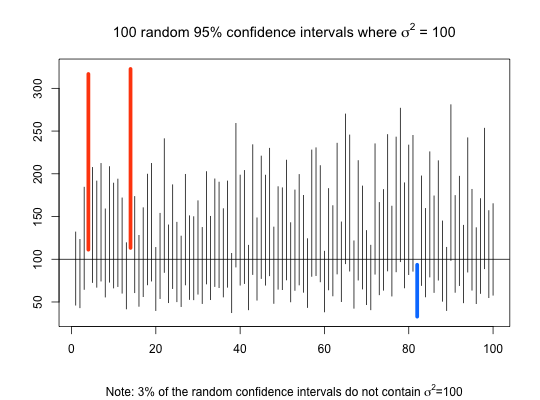 100 random 95% confidence intervals where σ² = 100
300
250
200
150
100
50
0 20 40 60 80 100
Note: 3% of the random confidence intervals do not contain σ²=100